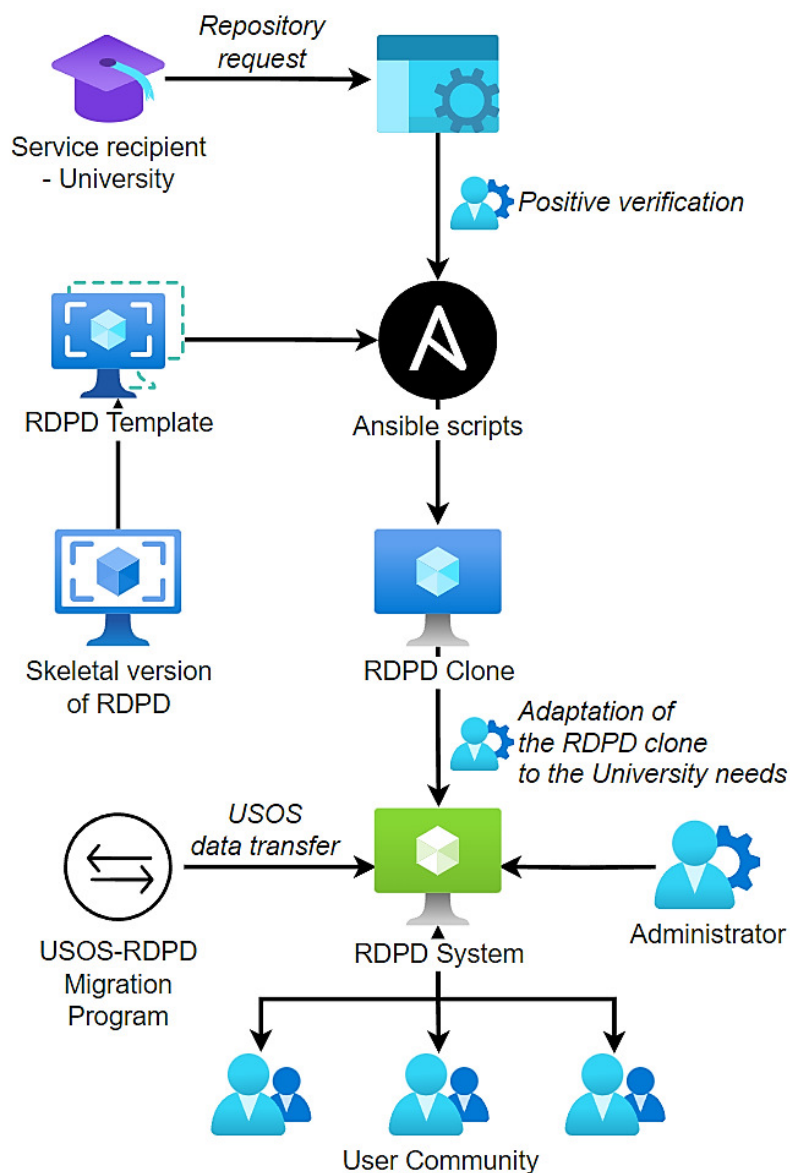 Repository
request
Service recipient
- University
Positive verification
RDPD Template
Ansible scripts
Skeletal version
of RDPD
RDPD Clone
Adaptation of
the RDPD clone
to the University needs
USOS
data transfer
USOS-RDPD
Migration
Program
RDPD System
Administrator
User Community